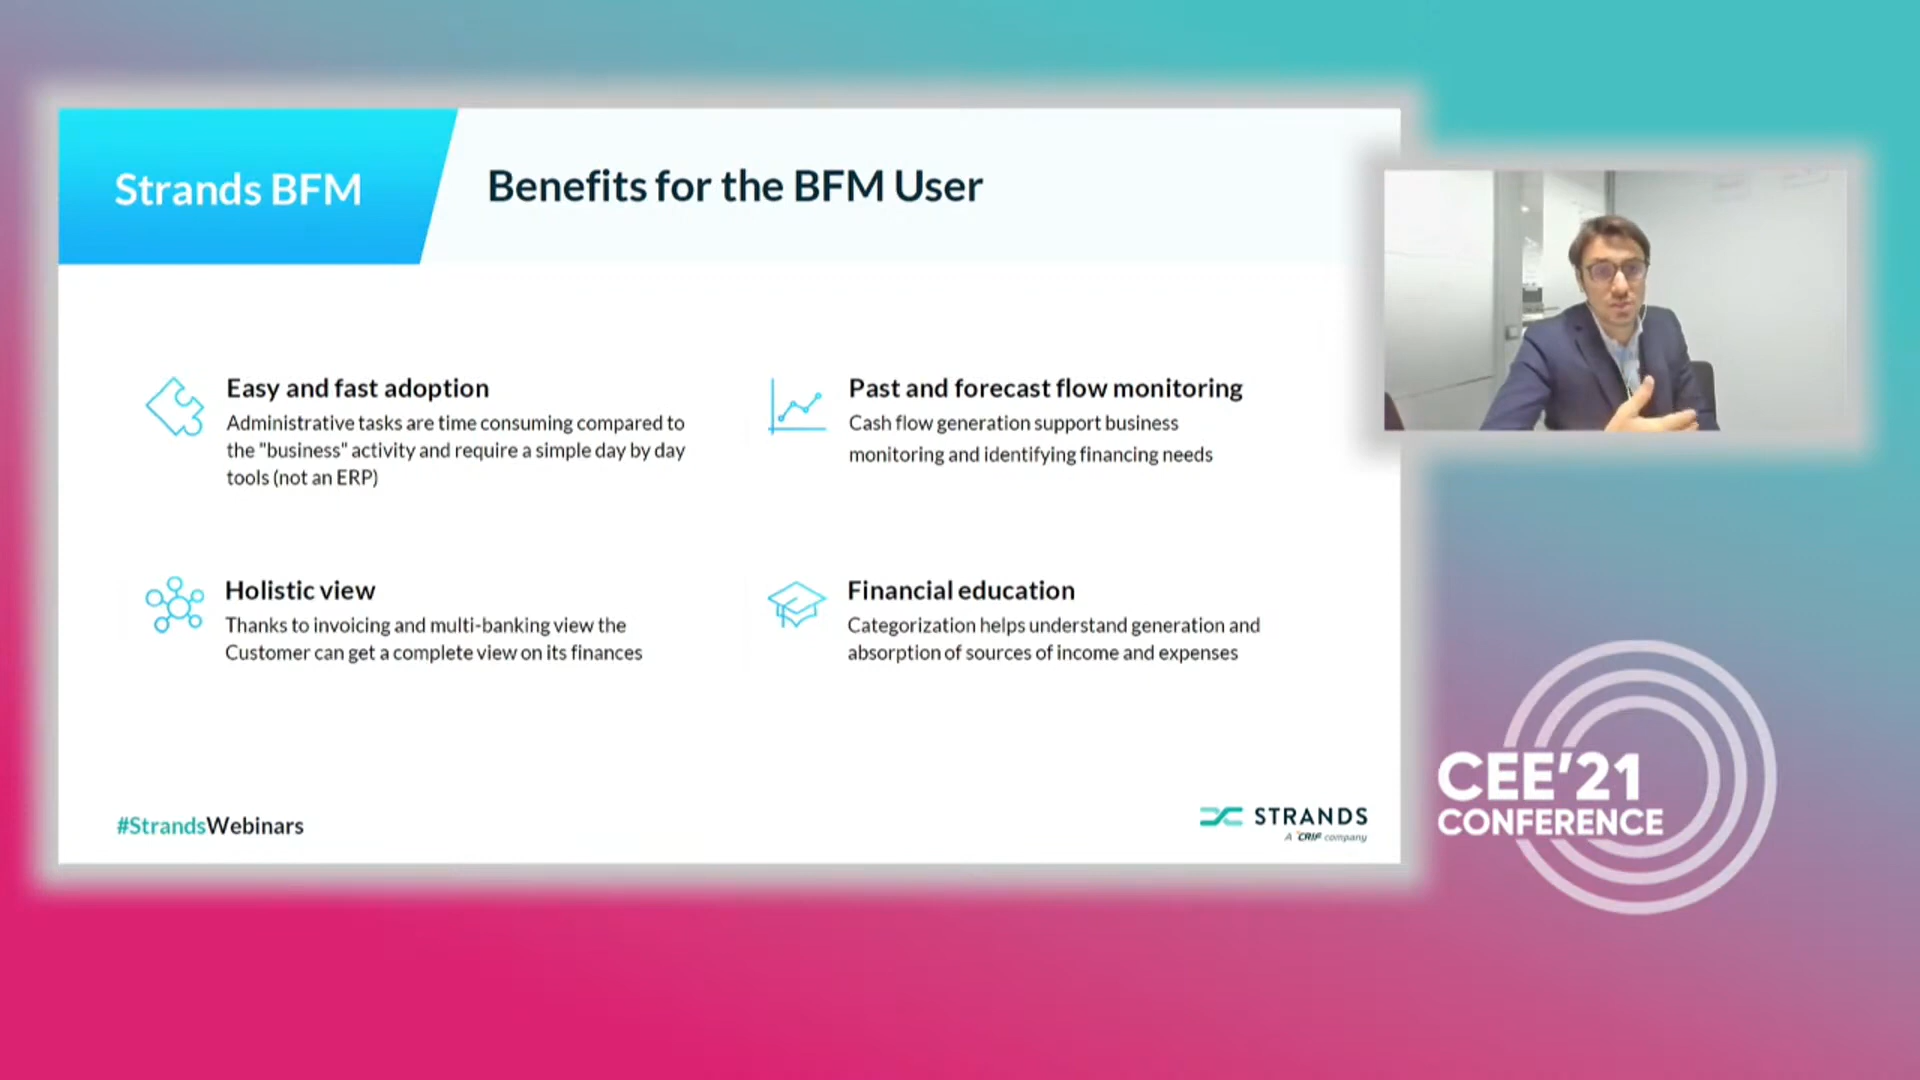 Strands BFM
Benefits for the BFM User
Easy and fast adoption
Administrative tasks are time consuming compared to
the "business" activity and require a simple day by day
tools (not an ERP)
Past and forecast flow monitoring
Cash flow generation support business
monitoring and identifying financing needs
Holistic view
Thanks to invoicing and multi-banking view the
Customer can get a complete view on its finances
Financial education
Categorization helps understand generation and
absorption of sources of income and expenses
#StrandsWebinars
STRANDS
A CRIF company
CEE'21
CONFERENCE